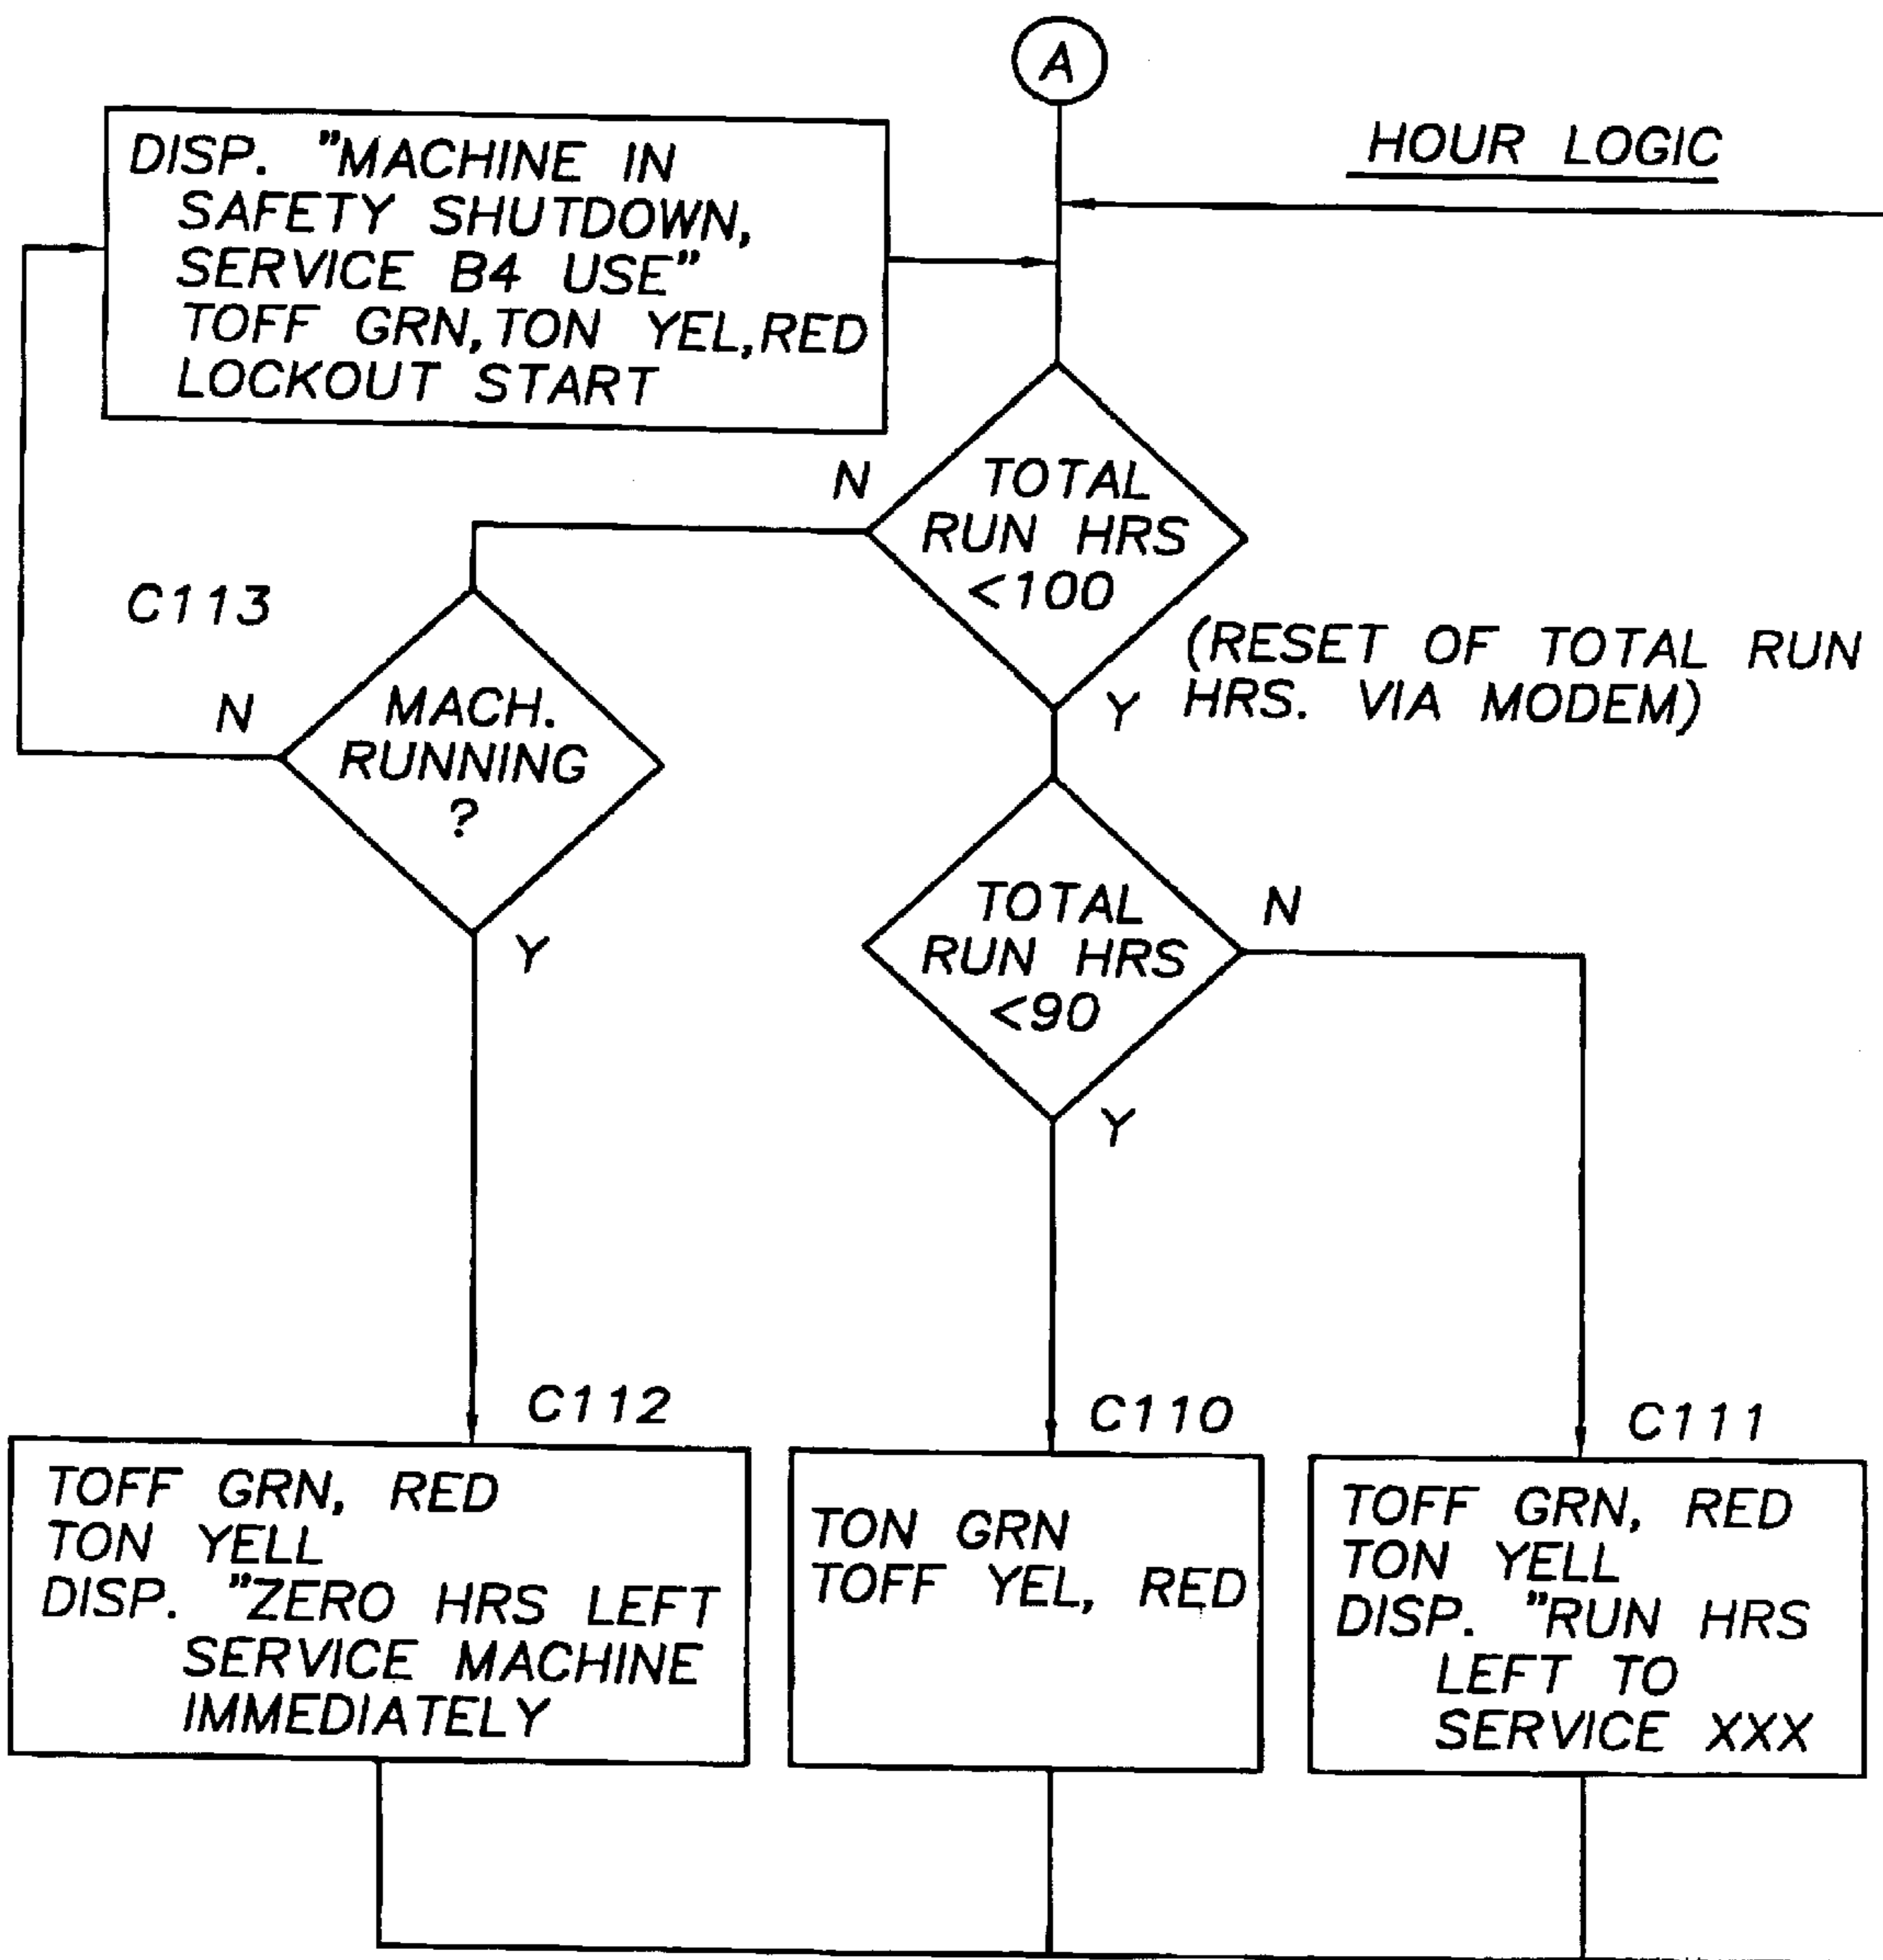 A
HOUR LOGIC
DISP. "MACHINE IN
SAFETY SHUTDOWN,
SERVICE B4 USE"
TOFF GRN, TON YEL, RED
LOCKOUT START
N
TOTAL
RUN HRS
<100
Y
(RESET OF TOTAL RUN
HRS. VIA MODEM)
C113
N
MACH.
RUNNING
?
Y
TOTAL
RUN HRS
<90
N
Y
C112
TOFF GRN, RED
TON YELL
DISP. "ZERO HRS LEFT
SERVICE MACHINE
IMMEDIATELY
C110
TON GRN
TOFF YEL, RED
C111
TOFF GRN, RED
TON YELL
DISP. "RUN HRS
LEFT TO
SERVICE XXX